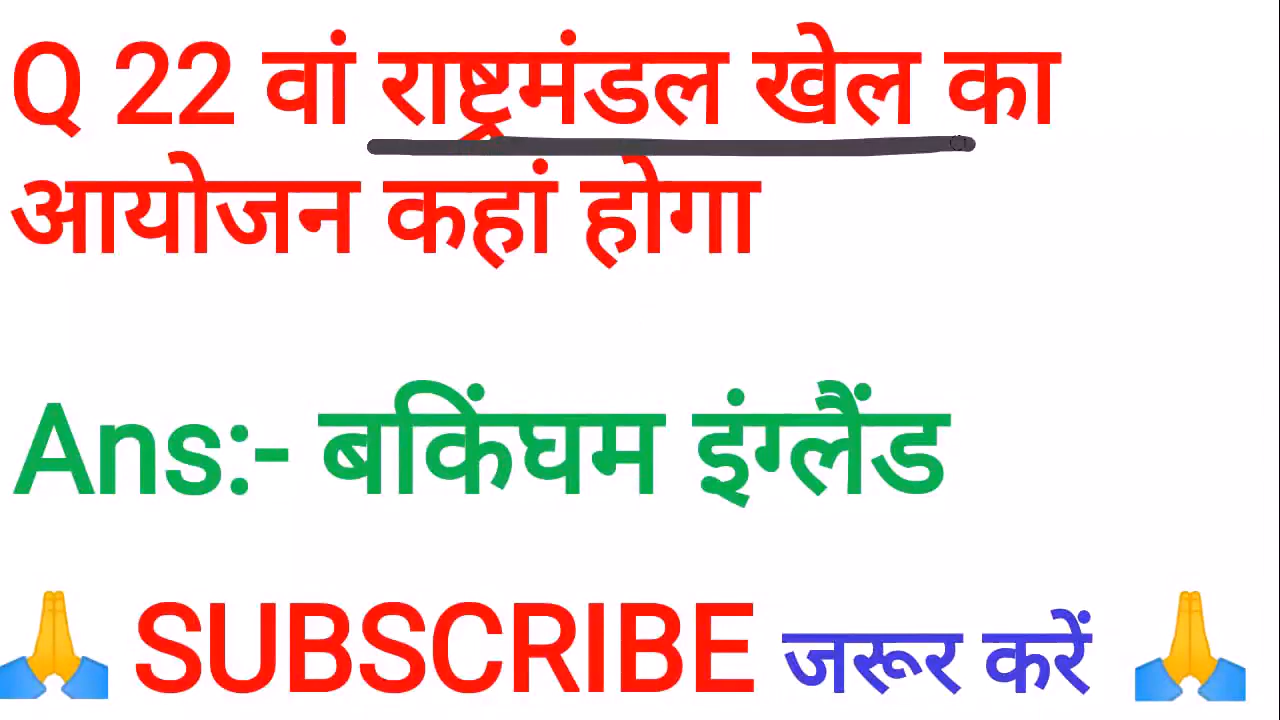 Q 22 वां राष्ट्रमंडल खेल का
आयोजन कहां होगा
Ans:- बकिंघम इंग्लैंड
🙏 SUBSCRIBE जरूर करें 🙏